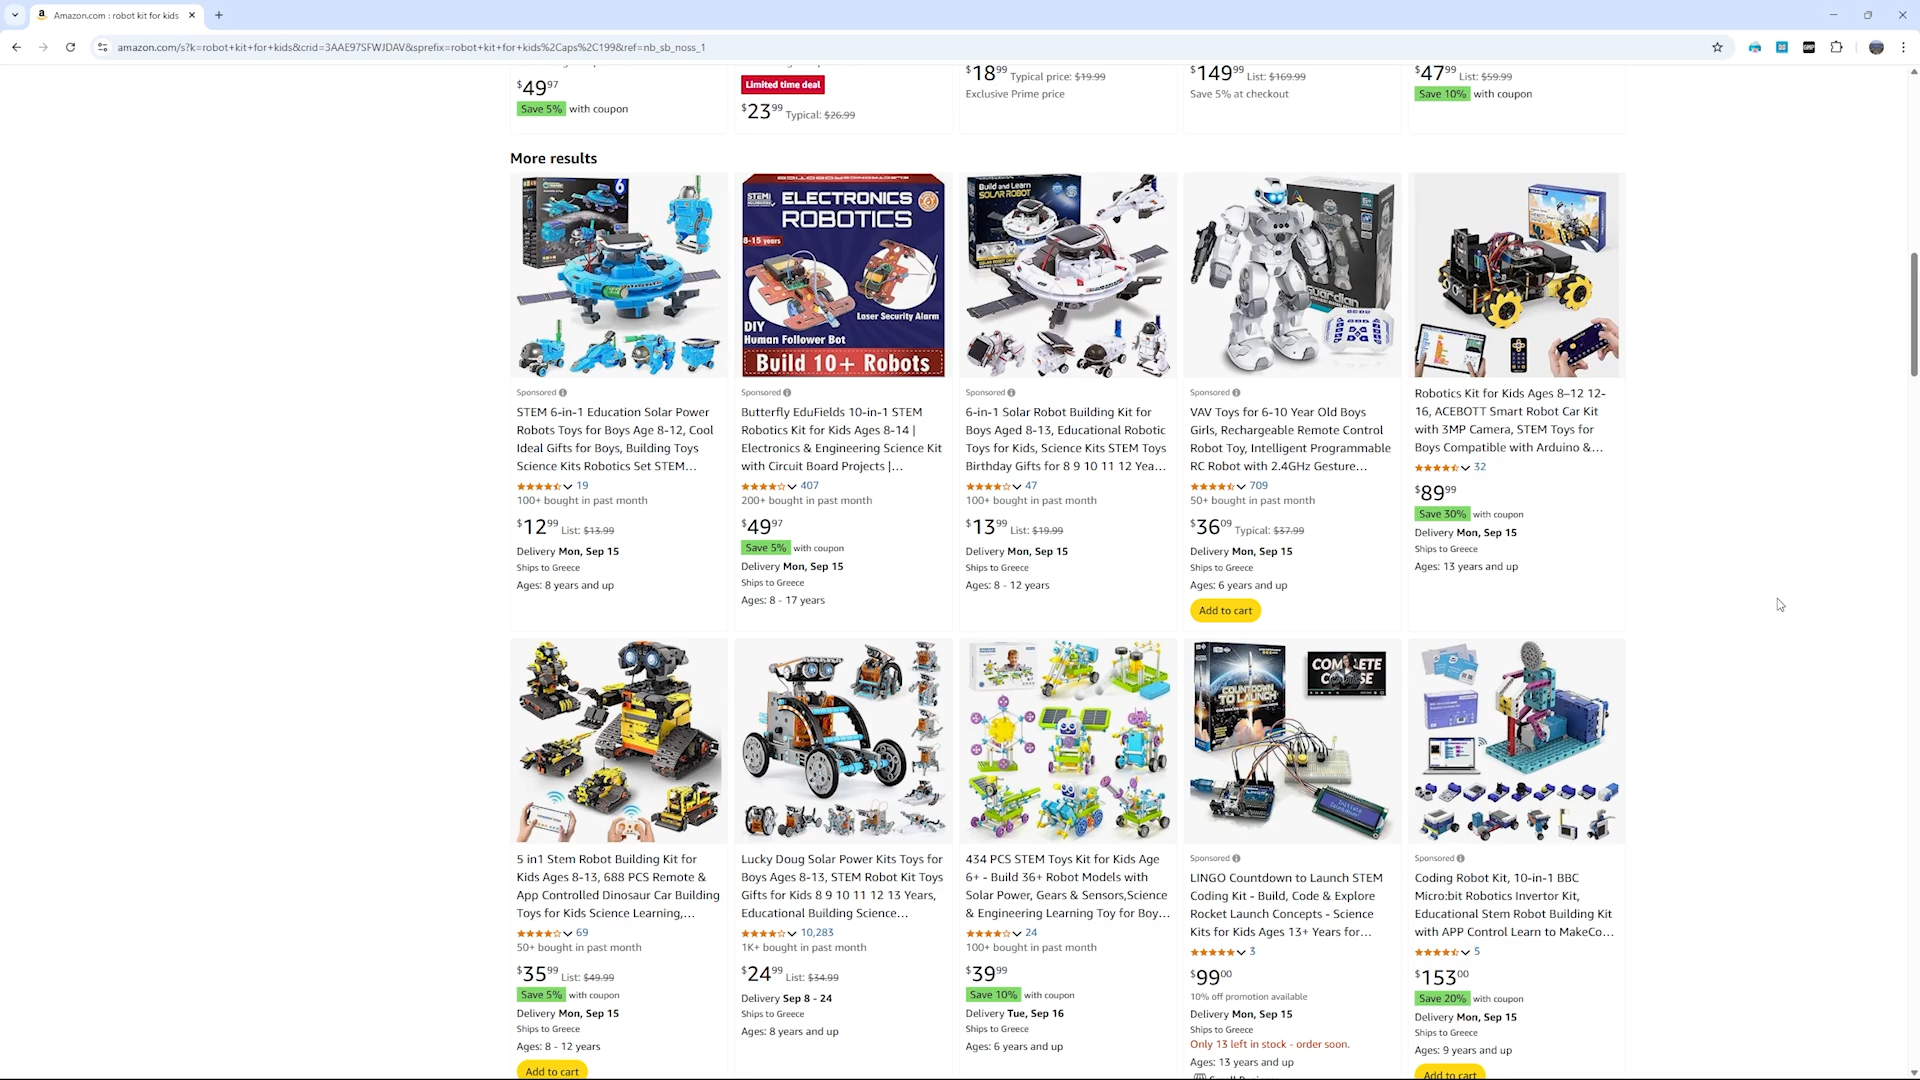 Amazon.com : robot kit for kids
amazon.com/s?k=robot+kit+for+kids&crid=3AAE97SFWJDAV&sprefix=robot+kit+for+kids%2Caps%2C199&ref=nb_sb_noss_1
$49.97
Save 5% with coupon
Limited time deal
$23.99 Typical: $26.99
$18.99 Typical price: $19.99
Exclusive Prime price
$149.99 List: $169.99
Save 5% at checkout
$47.99 List: $59.99
Save 10% with coupon
More results
6
STEM
ELECTRONICS
ROBOTICS
8-15 years
Laser Security Alarm
DIY
Human Follower Bot
Build 10+ Robots
Build and Learn
SOLAR ROBOT
guardian
Sponsored
STEM 6-in-1 Education Solar Power
Robots Toys for Boys Age 8-12, Cool
Ideal Gifts for Boys, Building Toys
Science Kits Robotics Set STEM...
19
100+ bought in past month
$12.99 List: $13.99
Delivery Mon, Sep 15
Ships to Greece
Ages: 8 years and up
Sponsored
Butterfly EduFields 10-in-1 STEM
Robotics Kit for Kids Ages 8-14 |
Electronics & Engineering Science Kit
with Circuit Board Projects |...
407
200+ bought in past month
$49.97
Save 5% with coupon
Delivery Mon, Sep 15
Ships to Greece
Ages: 8 - 17 years
Sponsored
6-in-1 Solar Robot Building Kit for
Boys Aged 8-13, Educational Robotic
Toys for Kids, Science Kits STEM Toys
Birthday Gifts for 8 9 10 11 12 Yea...
47
100+ bought in past month
$13.99 List: $19.99
Delivery Mon, Sep 15
Ships to Greece
Ages: 8 - 12 years
Sponsored
VAV Toys for 6-10 Year Old Boys
Girls, Rechargeable Remote Control
Robot Toy, Intelligent Programmable
RC Robot with 2.4GHz Gesture...
709
50+ bought in past month
$36.09 Typical: $37.99
Delivery Mon, Sep 15
Ships to Greece
Ages: 6 years and up
Add to cart
Robotics Kit for Kids Ages 8–12 12-
16, ACEBOTT Smart Robot Car Kit
with 3MP Camera, STEM Toys for
Boys Compatible with Arduino &...
32
$89.99
Save 30% with coupon
Delivery Mon, Sep 15
Ships to Greece
Ages: 13 years and up
COUNTDOWN
TO LAUNCH
COMPLETE
COURSE
5 in1 Stem Robot Building Kit for
Kids Ages 8-13, 688 PCS Remote &
App Controlled Dinosaur Car Building
Toys for Kids Science Learning,...
69
50+ bought in past month
$35.99 List: $49.99
Save 5% with coupon
Delivery Mon, Sep 15
Ships to Greece
Ages: 8 - 12 years
Add to cart
Lucky Doug Solar Power Kits Toys for
Boys Ages 8-13, STEM Robot Kit Toys
Gifts for Kids 8 9 10 11 12 13 Years,
Educational Building Science...
10,283
1K+ bought in past month
$24.99 List: $34.99
Delivery Sep 8 - 24
Ships to Greece
Ages: 8 years and up
434 PCS STEM Toys Kit for Kids Age
6+ - Build 36+ Robot Models with
Solar Power, Gears & Sensors,Science
& Engineering Learning Toy for Boy...
24
100+ bought in past month
$39.99
Save 10% with coupon
Delivery Tue, Sep 16
Ships to Greece
Ages: 6 years and up
Sponsored
LINGO Countdown to Launch STEM
Coding Kit - Build, Code & Explore
Rocket Launch Concepts - Science
Kits for Kids Ages 13+ Years for...
3
$99.00
10% off promotion available
Delivery Mon, Sep 15
Ships to Greece
Only 13 left in stock - order soon.
Ages: 13 years and up
Sponsored
Coding Robot Kit, 10-in-1 BBC
Micro:bit Robotics Invertor Kit,
Educational Stem Robot Building Kit
with APP Control Learn to MakeCo...
5
$153.00
Save 20% with coupon
Delivery Mon, Sep 15
Ships to Greece
Ages: 9 years and up
Add to cart